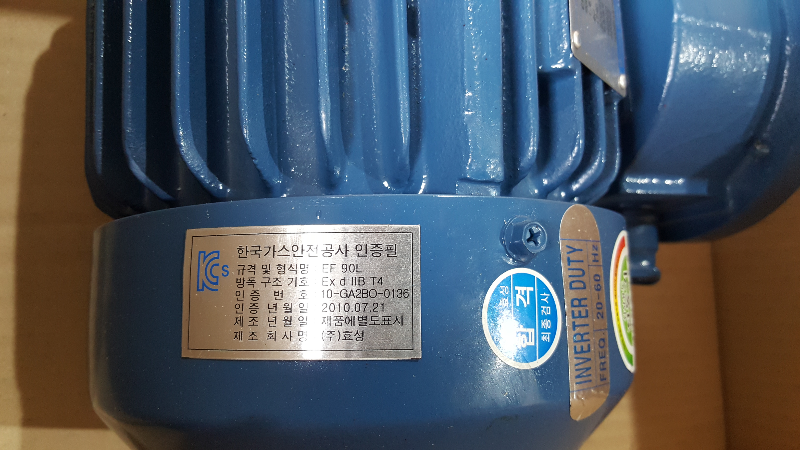 한국가스안전공사 인증필
규격 및 형식명 EF 90L
방폭 구조 기호 Ex d IIB T4
인 증 번 호 10-GA2BO-0136
인 증 년 월 일 2010.07.21
제 조 년 월 일 제품에별도표시
제 조 회 사 명 (주)효성
KCs
효성
합격
최종검사
INVERTER DUTY
FREQ. 20-60 Hz